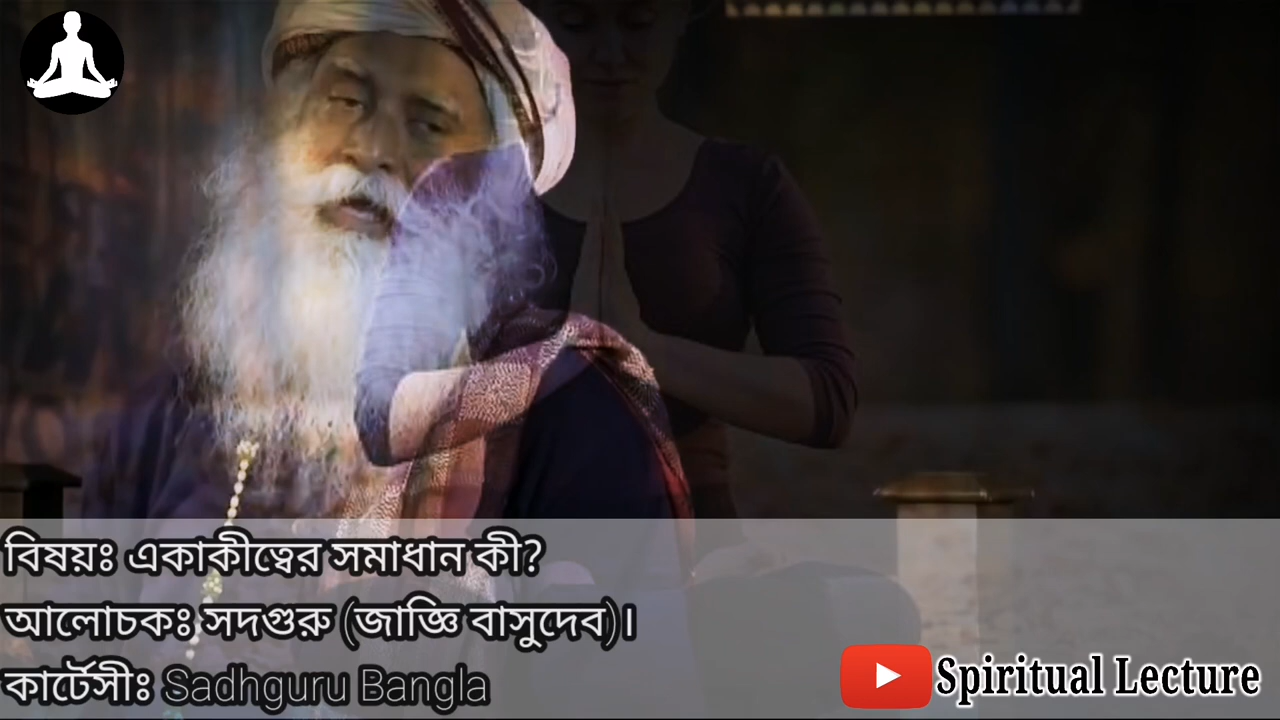 বিষয়ঃ একাকীত্বের সমাধান কী?
আলোচকঃ সদগুরু (জাজ্ঞি বাসুদেব)।
কার্টেসীঃ Sadhguru Bangla
Spiritual Lecture